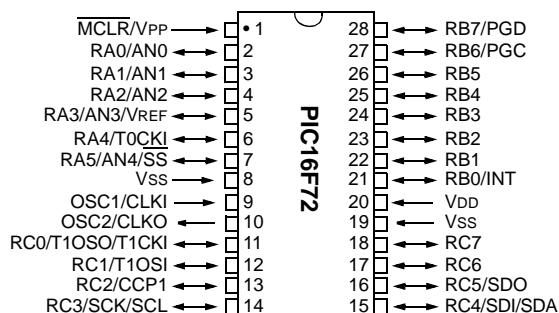 MCLR/VPP 1 28 RB7/PGD
RA0/AN0 2 27 RB6/PGC
RA1/AN1 3 26 RB5
RA2/AN2 4 25 RB4
RA3/AN3/VREF 5 24 RB3
RA4/T0CKI 6 23 RB2
RA5/AN4/SS 7 22 RB1
VSS 8 21 RB0/INT
OSC1/CLKI 9 20 VDD
OSC2/CLKO 10 19 VSS
RC0/T1OSO/T1CKI 11 18 RC7
RC1/T1OSI 12 17 RC6
RC2/CCP1 13 16 RC5/SDO
RC3/SCK/SCL 14 15 RC4/SDI/SDA
PIC16F72